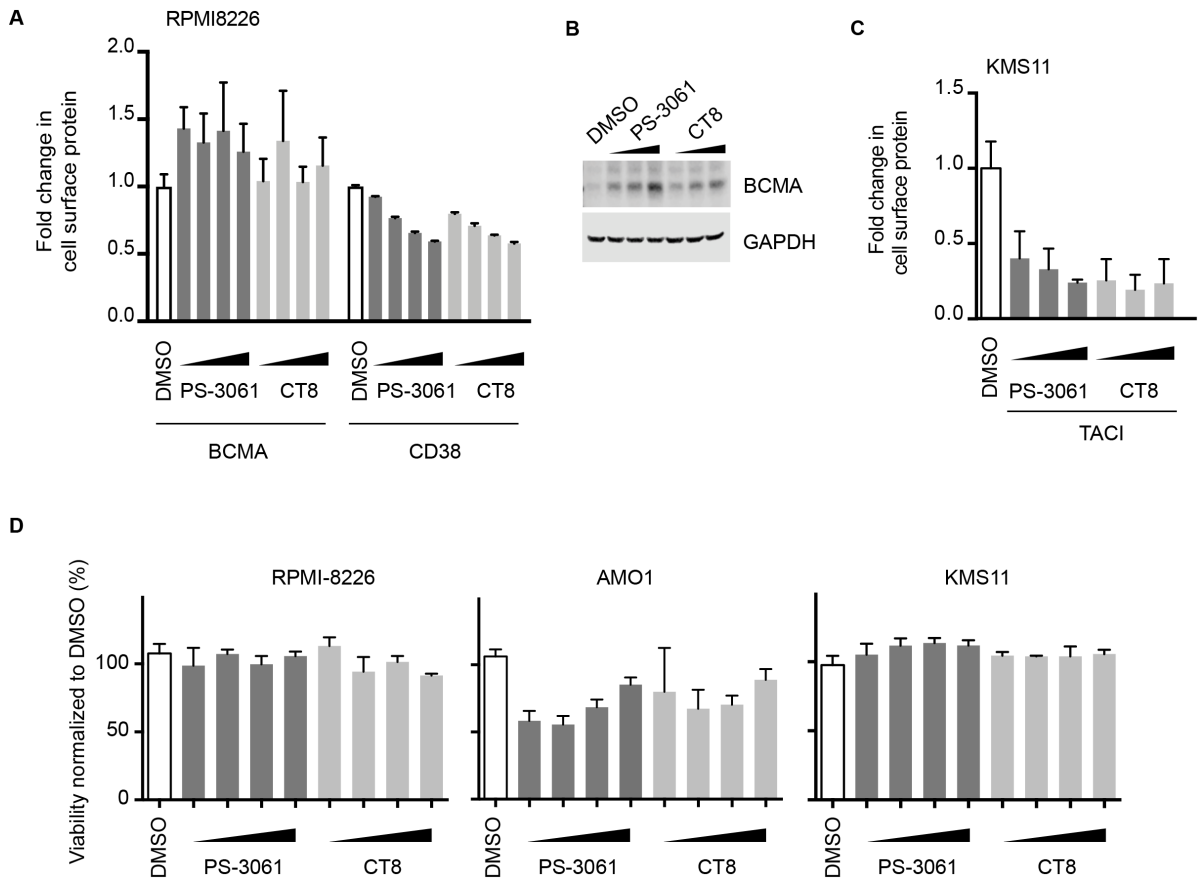 A
RPMI8226
Fold change in
cell surface protein
2.0
1.5
1.0
0.5
0.0
DMSO
PS-3061
CT8
DMSO
PS-3061
CT8
BCMA
CD38
B
DMSO
PS-3061
CT8
BCMA
GAPDH
C
KMS11
Fold change in
cell surface protein
1.5
1.0
0.5
0.0
DMSO
PS-3061
CT8
TACI
D
Viability normalized to DMSO (%)
RPMI-8226
AMO1
KMS11
100
50
0
DMSO
PS-3061
CT8
DMSO
PS-3061
CT8
DMSO
PS-3061
CT8